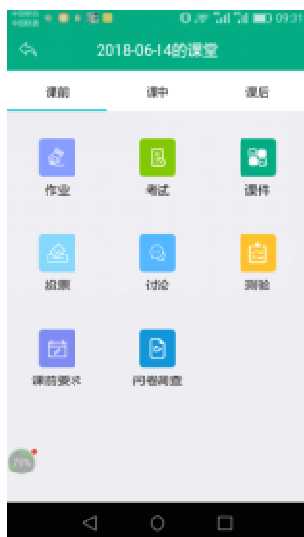 09:31
2018-06-14的课堂
课前
课中
课后
作业
考试
课件
投票
讨论
测验
课前要求
问卷调查
75%